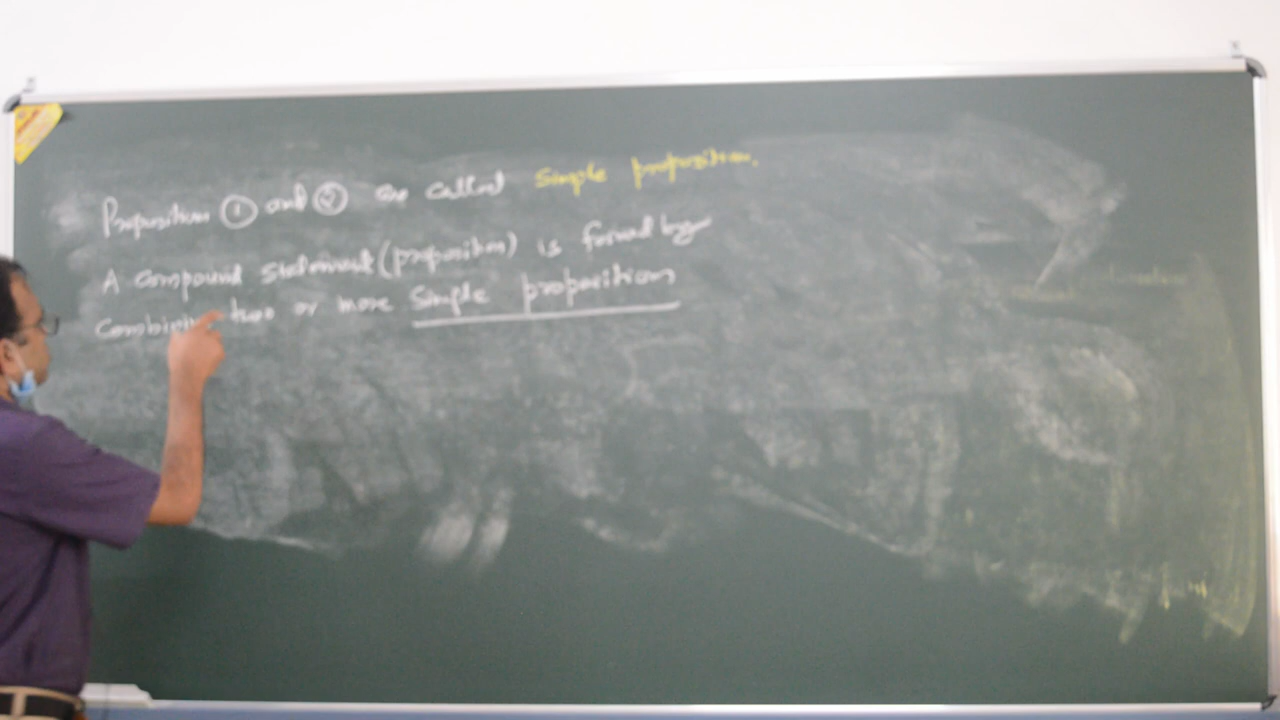 Proposition ① and ② are called Simple proposition.
A compound statement (proposition) is formed by
Combining two or more Simple propositions